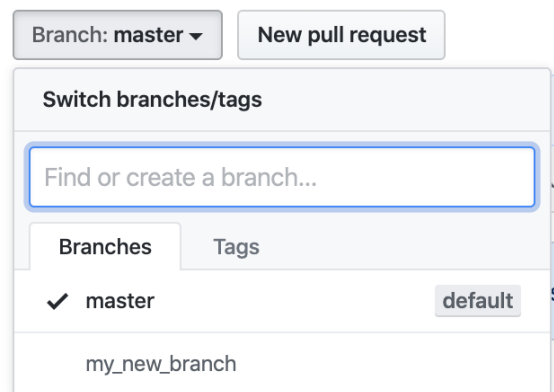 Branch: master New pull request
Switch branches/tags
Find or create a branch...
Branches Tags
master default
my_new_branch